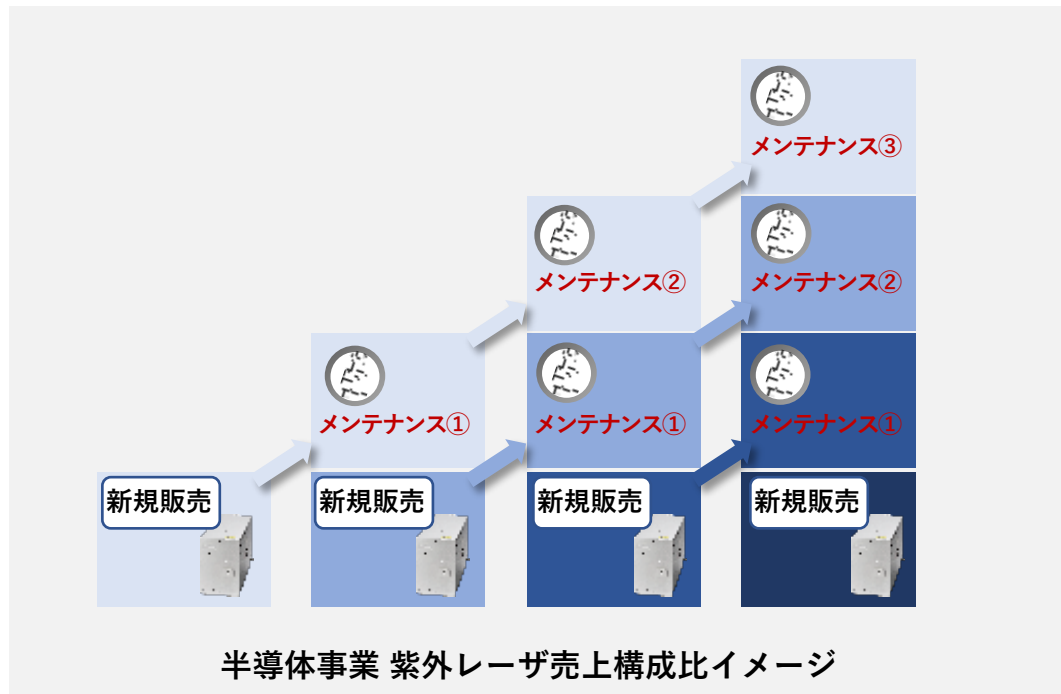 メンテナンス③
メンテナンス②
メンテナンス②
メンテナンス①
メンテナンス①
メンテナンス①
新規販売
新規販売
新規販売
新規販売
半導体事業 紫外レーザ売上構成比イメージ